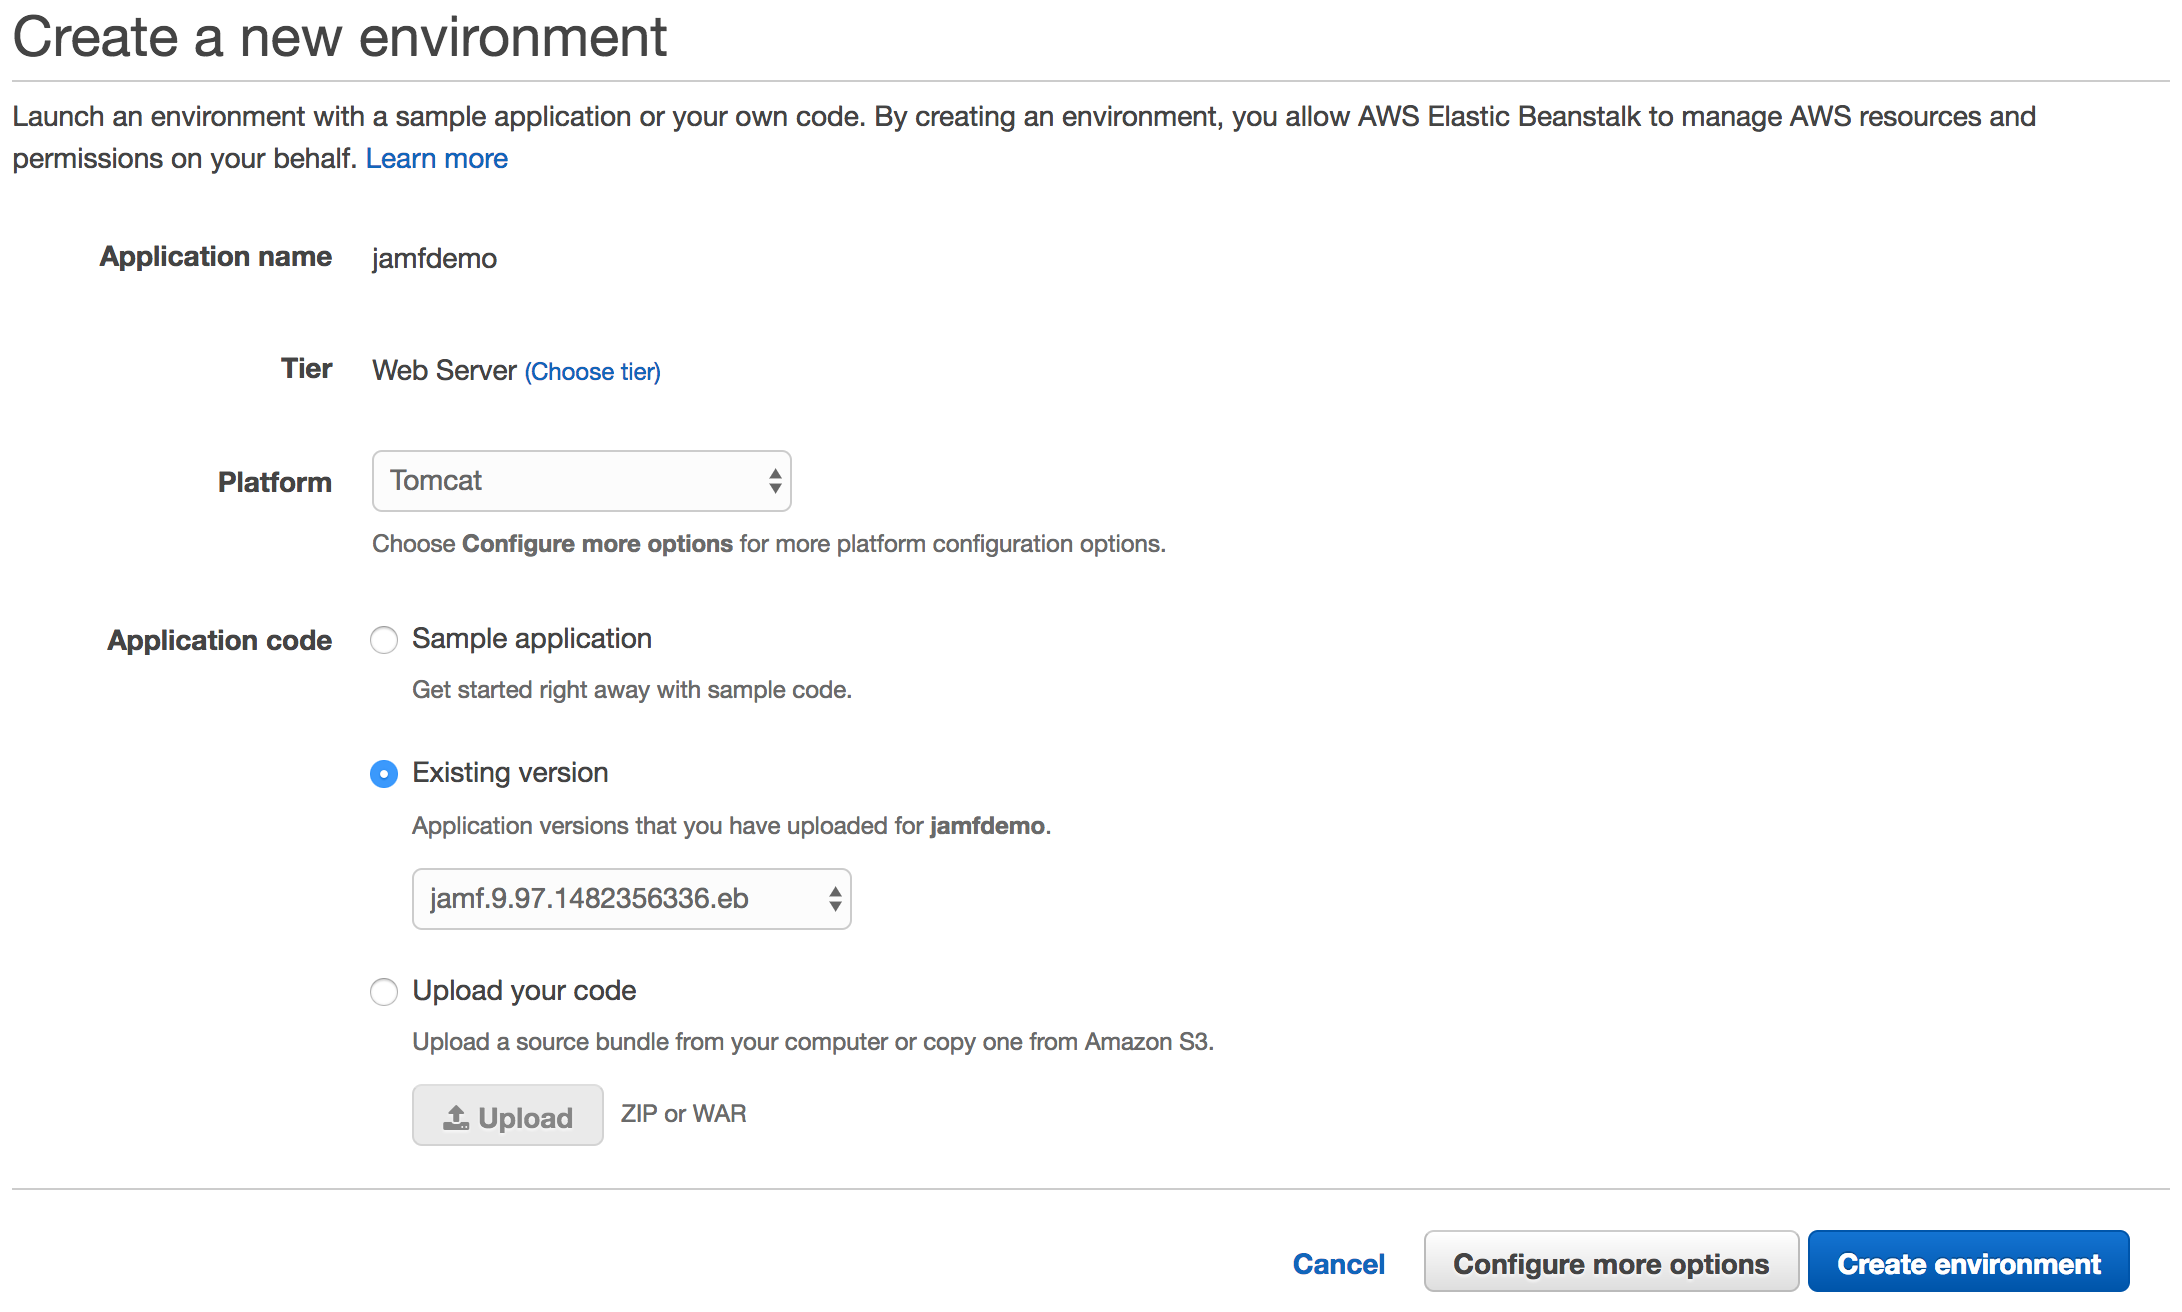 Create a new environment
Launch an environment with a sample application or your own code. By creating an environment, you allow AWS Elastic Beanstalk to manage AWS resources and
permissions on your behalf. Learn more
Application name jamfdemo
Tier Web Server (Choose tier)
Platform Tomcat
Choose Configure more options for more platform configuration options.
Application code Sample application
Get started right away with sample code.
Existing version
Application versions that you have uploaded for jamfdemo.
jamf.9.97.1482356336.eb
Upload your code
Upload a source bundle from your computer or copy one from Amazon S3.
Upload ZIP or WAR
Cancel Configure more options Create environment